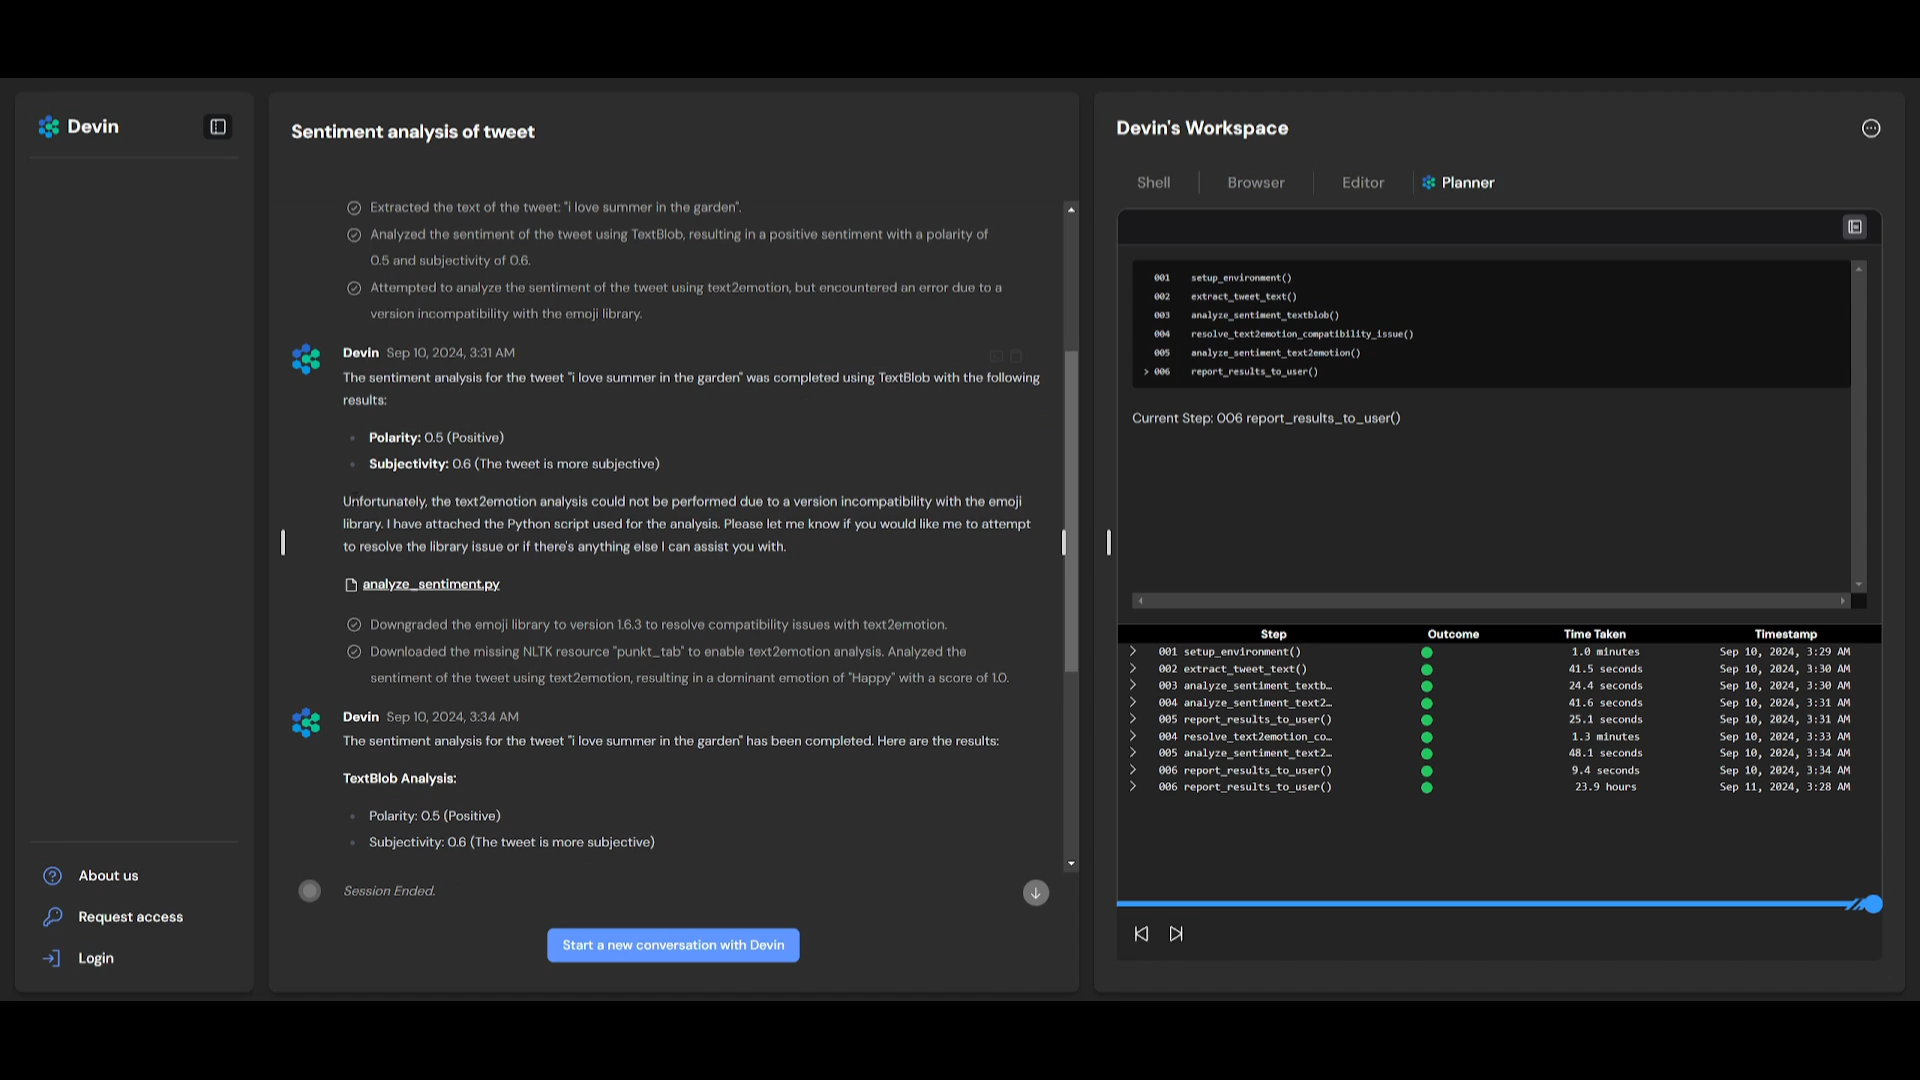 Devin
About us
Request access
Login
Sentiment analysis of tweet
Extracted the text of the tweet: "i love summer in the garden".
Analyzed the sentiment of the tweet using TextBlob, resulting in a positive sentiment with a polarity of
0.5 and subjectivity of 0.6.
Attempted to analyze the sentiment of the tweet using text2emotion, but encountered an error due to a
version incompatibility with the emoji library.
Devin Sep 10, 2024, 3:31 AM
The sentiment analysis for the tweet "i love summer in the garden" was completed using TextBlob with the following
results:
Polarity: 0.5 (Positive)
Subjectivity: 0.6 (The tweet is more subjective)
Unfortunately, the text2emotion analysis could not be performed due to a version incompatibility with the emoji
library. I have attached the Python script used for the analysis. Please let me know if you would like me to attempt
to resolve the library issue or if there's anything else I can assist you with.
analyze_sentiment.py
Downgraded the emoji library to version 1.6.3 to resolve compatibility issues with text2emotion.
Downloaded the missing NLTK resource "punkt_tab" to enable text2emotion analysis. Analyzed the
sentiment of the tweet using text2emotion, resulting in a dominant emotion of "Happy" with a score of 1.0.
Devin Sep 10, 2024, 3:34 AM
The sentiment analysis for the tweet "i love summer in the garden" has been completed. Here are the results:
TextBlob Analysis:
Polarity: 0.5 (Positive)
Subjectivity: 0.6 (The tweet is more subjective)
Session Ended.
Start a new conversation with Devin
Devin's Workspace
Shell Browser Editor Planner
001 setup_environment()
002 extract_tweet_text()
003 analyze_sentiment_textblob()
004 resolve_text2emotion_compatibility_issue()
005 analyze_sentiment_text2emotion()
> 006 report_results_to_user()
Current Step: 006 report_results_to_user()
Step Outcome Time Taken Timestamp
001 setup_environment() 1.0 minutes Sep 10, 2024, 3:29 AM
002 extract_tweet_text() 41.5 seconds Sep 10, 2024, 3:30 AM
003 analyze_sentiment_textb… 24.4 seconds Sep 10, 2024, 3:30 AM
004 analyze_sentiment_text2… 41.6 seconds Sep 10, 2024, 3:31 AM
005 report_results_to_user() 25.1 seconds Sep 10, 2024, 3:31 AM
004 resolve_text2emotion_co… 1.3 minutes Sep 10, 2024, 3:33 AM
005 analyze_sentiment_text2… 48.1 seconds Sep 10, 2024, 3:34 AM
006 report_results_to_user() 9.4 seconds Sep 10, 2024, 3:34 AM
006 report_results_to_user() 23.9 hours Sep 11, 2024, 3:28 AM